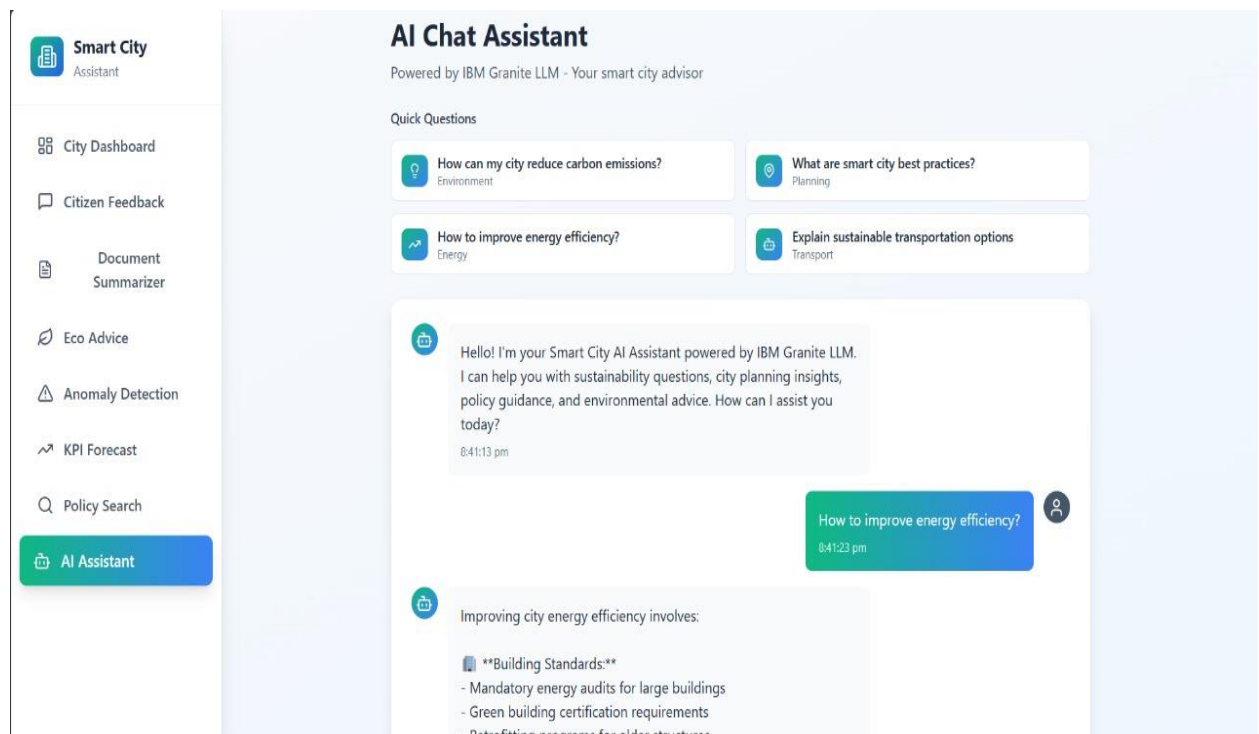 Smart City
Assistant
City Dashboard
Citizen Feedback
Document
Summarizer
Eco Advice
Anomaly Detection
KPI Forecast
Policy Search
AI Assistant
AI Chat Assistant
Powered by IBM Granite LLM - Your smart city advisor
Quick Questions
How can my city reduce carbon emissions?
Environment
What are smart city best practices?
Planning
How to improve energy efficiency?
Energy
Explain sustainable transportation options
Transport
Hello! I'm your Smart City AI Assistant powered by IBM Granite LLM.
I can help you with sustainability questions, city planning insights,
policy guidance, and environmental advice. How can I assist you
today?
8:41:13 pm
How to improve energy efficiency?
8:41:23 pm
Improving city energy efficiency involves:
🏢 **Building Standards:**
- Mandatory energy audits for large buildings
- Green building certification requirements
- Retrofitting programs for older structures